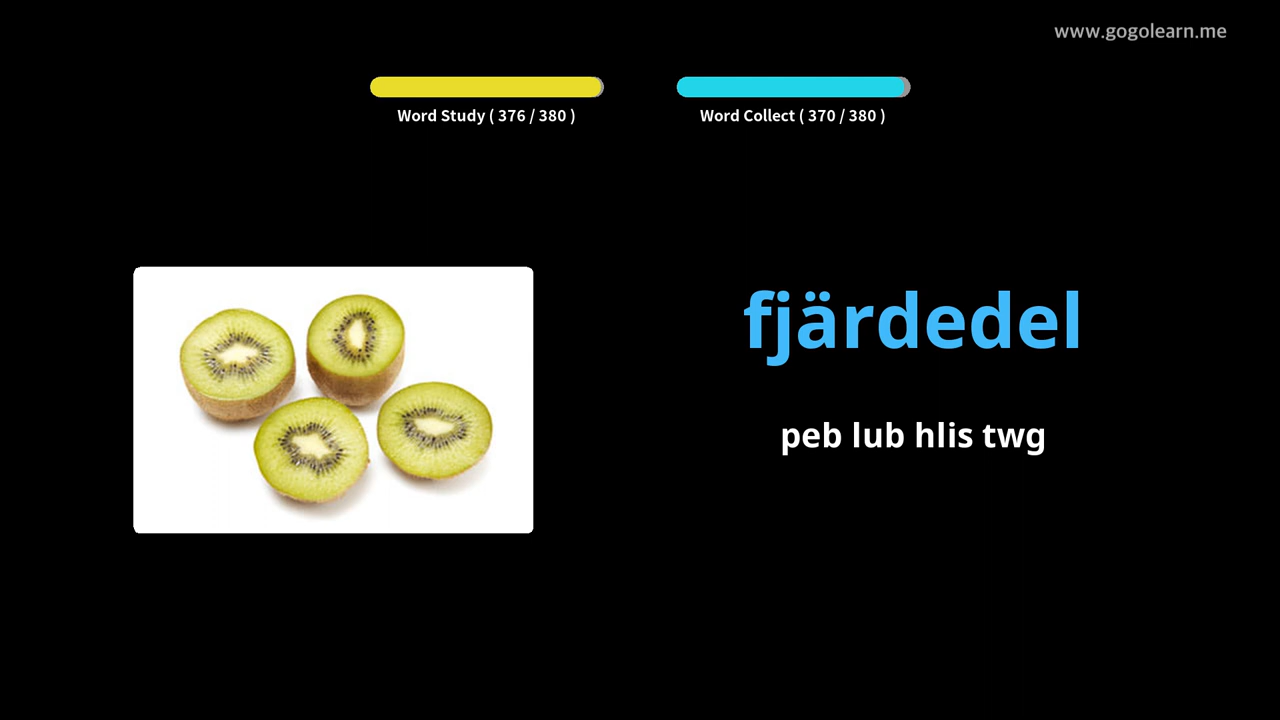 www.gogolearn.me
Word Study ( 376 / 380 )
Word Collect ( 370 / 380 )
fjärdedel
peb lub hlis twg